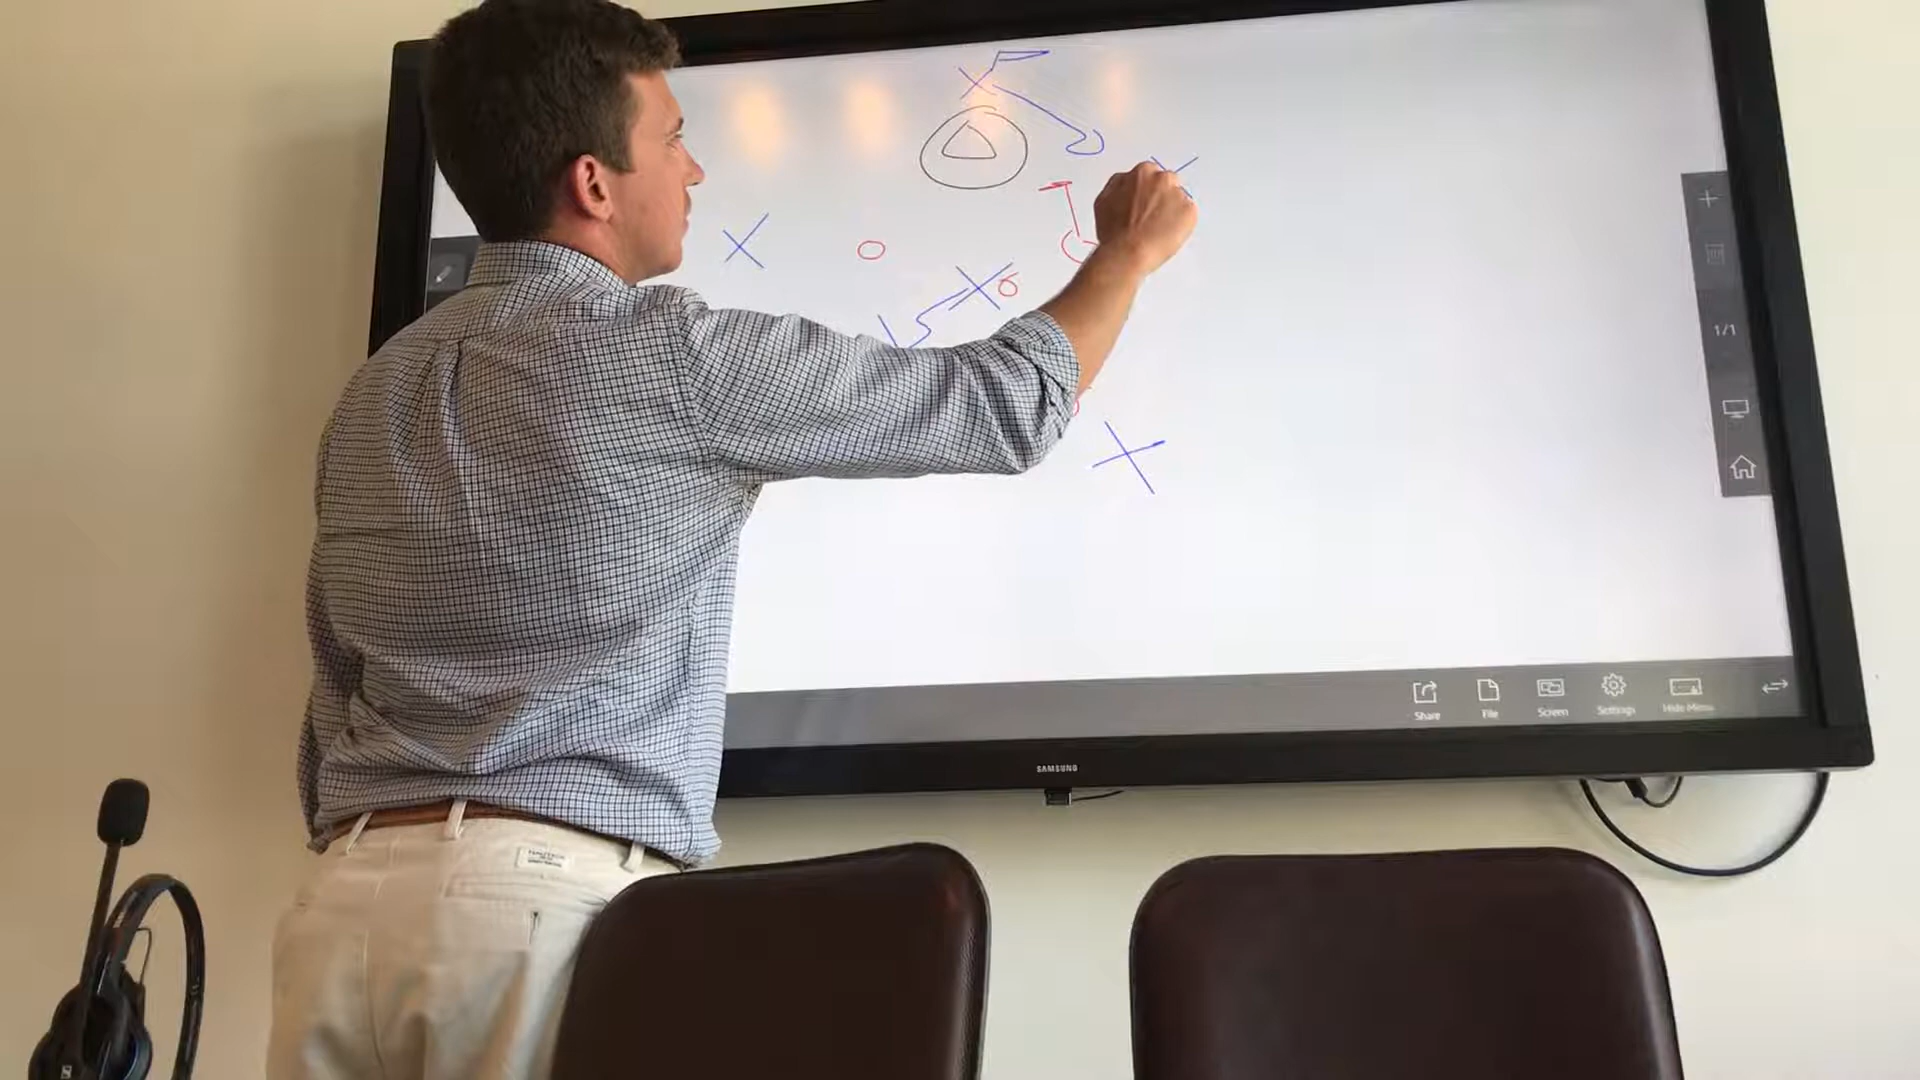 1/1
Share
File
Screen
Settings
Hide Menu
SAMSUNG